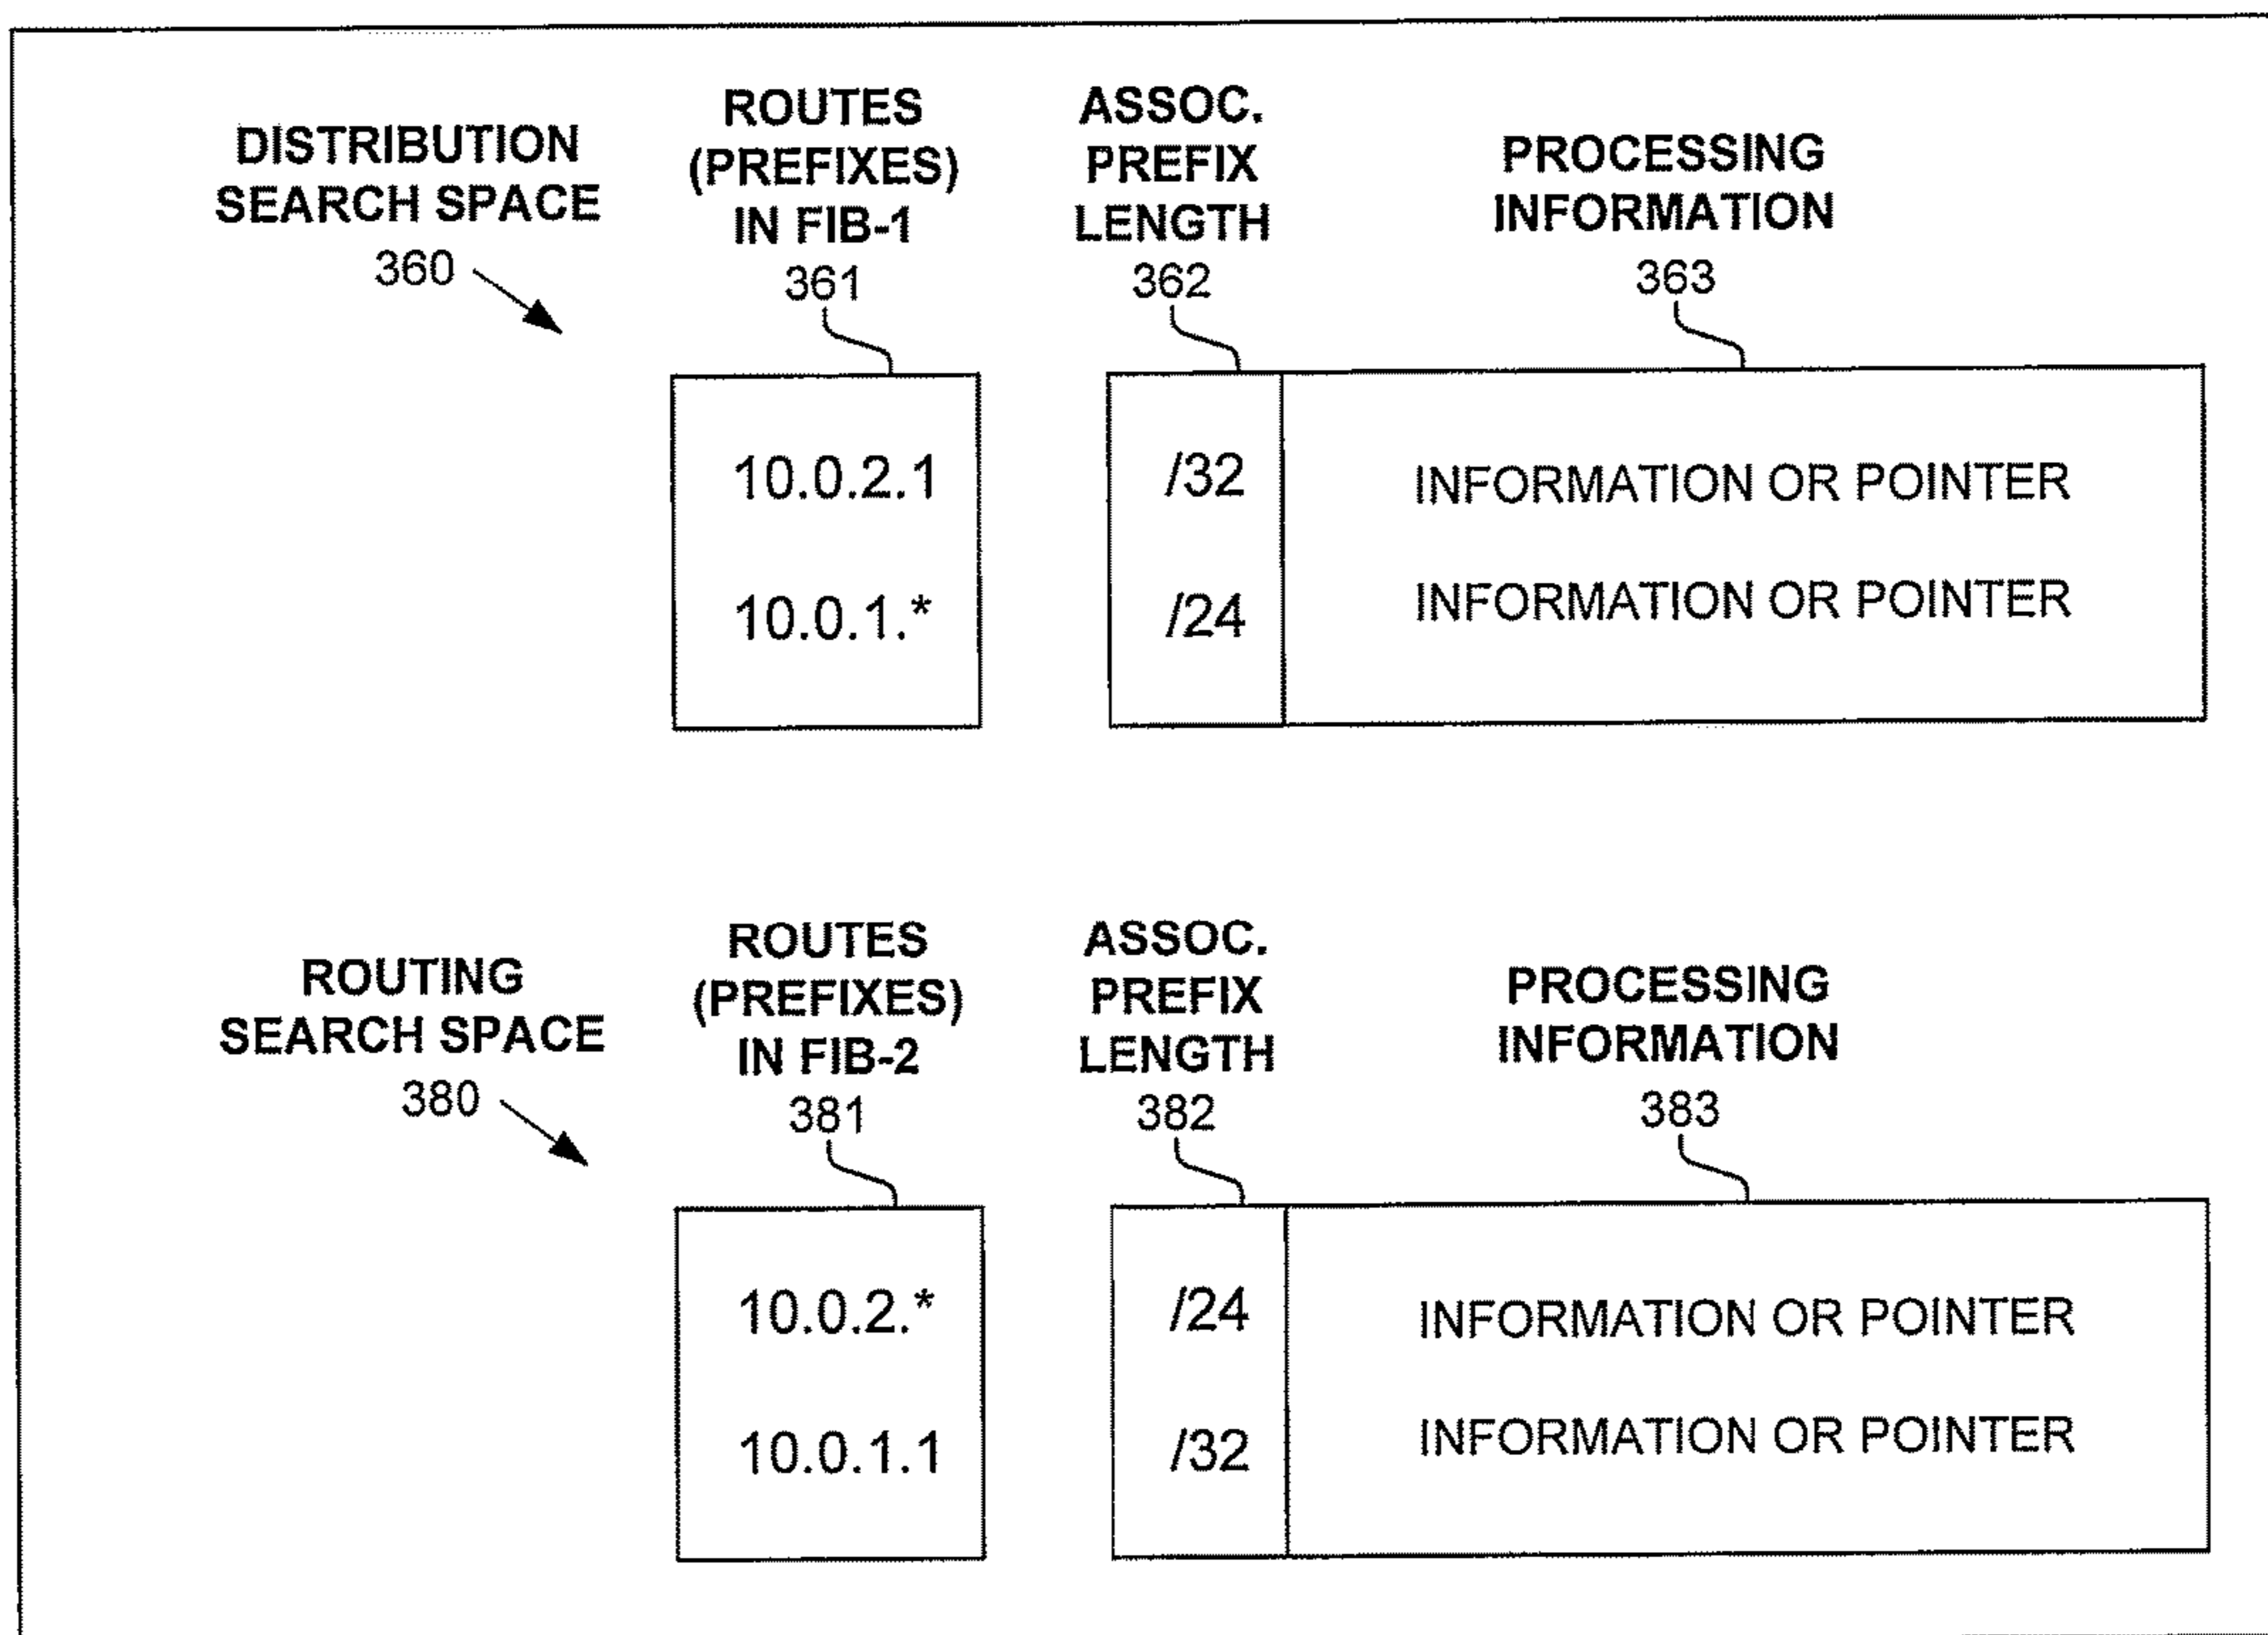 DISTRIBUTION
SEARCH SPACE
360
ROUTES
(PREFIXES)
IN FIB-1
361
ASSOC.
PREFIX
LENGTH
362
PROCESSING
INFORMATION
363
10.0.2.1
/32
INFORMATION OR POINTER
10.0.1.*
/24
INFORMATION OR POINTER
ROUTING
SEARCH SPACE
380
ROUTES
(PREFIXES)
IN FIB-2
381
ASSOC.
PREFIX
LENGTH
382
PROCESSING
INFORMATION
383
10.0.2.*
/24
INFORMATION OR POINTER
10.0.1.1
/32
INFORMATION OR POINTER